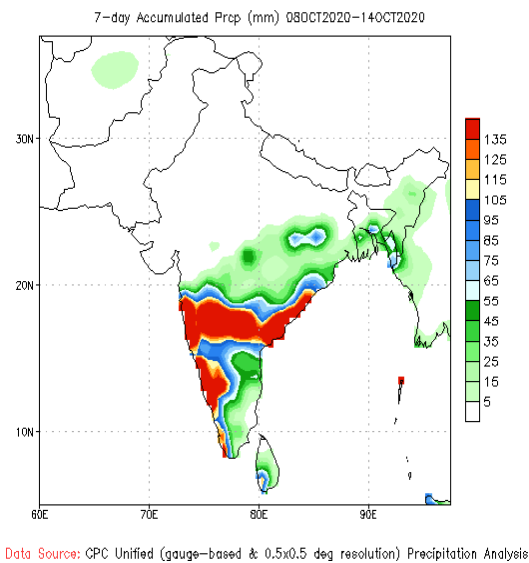 7-day Accumulated Prcp (mm) 08OCT2020-14OCT2020
30N
20N
10N
60E 70E 80E 90E
135
125
115
105
95
85
75
65
55
45
35
25
15
5
Data Source: CPC Unified (gauge-based & 0.5x0.5 deg resolution) Precipitation Analysis